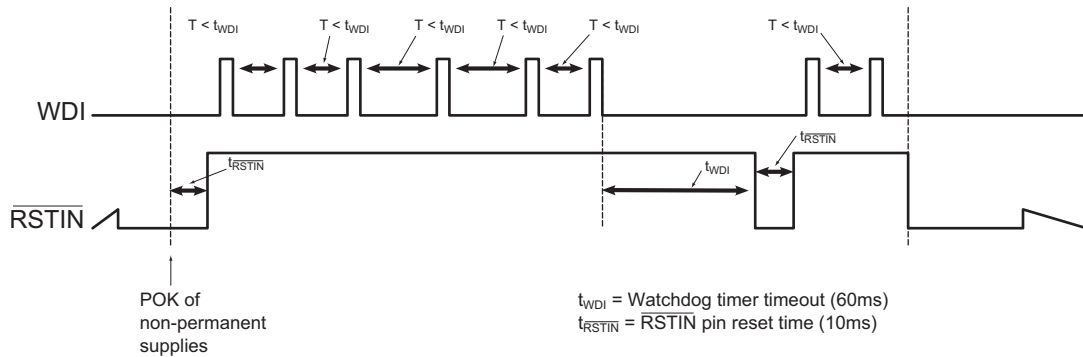 T < tWDI
T < tWDI
T < tWDI
T < tWDI
T < tWDI
T < tWDI
WDI
tRSTIN
tRSTIN
tWDI
RSTIN
POK of
non-permanent
supplies
tWDI = Watchdog timer timeout (60ms)
tRSTIN = RSTIN pin reset time (10ms)